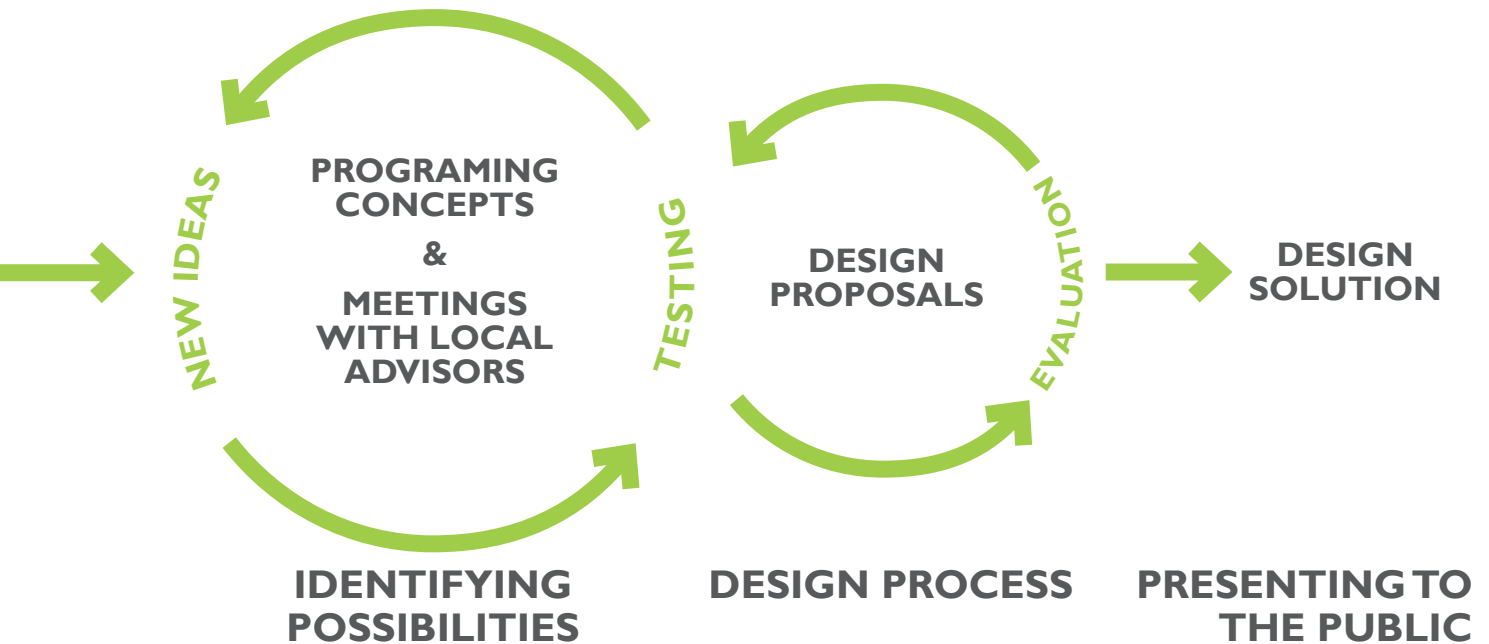 NEW IDEAS
PROGRAMING
CONCEPTS
&
MEETINGS
WITH LOCAL
ADVISORS
TESTING
DESIGN
PROPOSALS
EVALUATION
DESIGN
SOLUTION
IDENTIFYING
POSSIBILITIES
DESIGN PROCESS
PRESENTING TO
THE PUBLIC